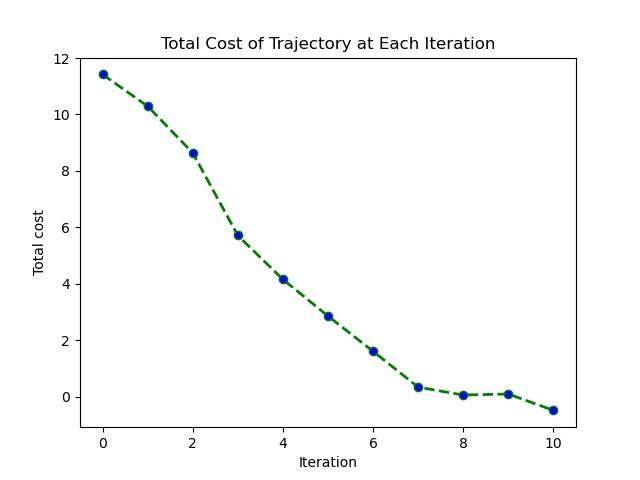 Total Cost of Trajectory at Each Iteration
12
10
8
6
4
2
0
Total cost
0 2 4 6 8 10
Iteration